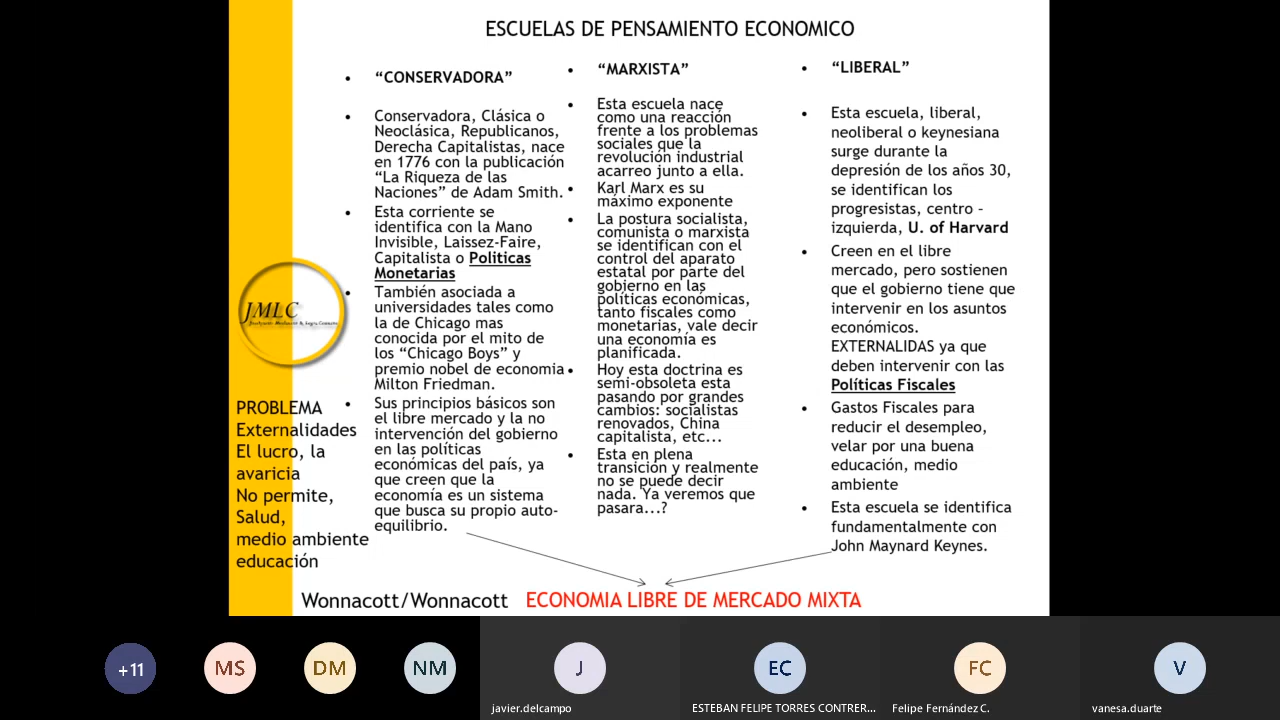 ESCUELAS DE PENSAMIENTO ECONOMICO
• “CONSERVADORA”
• Conservadora, Clásica o
Neoclásica, Republicanos,
Derecha Capitalistas, nace
en 1776 con la publicación
“La Riqueza de las
Naciones” de Adam Smith.
• Esta corriente se
identifica con la Mano
Invisible, Laissez-Faire,
Capitalista o Politicas
Monetarias
• También asociada a
universidades tales como
la de Chicago mas
conocida por el mito de
los “Chicago Boys” y
premio nobel de economia
Milton Friedman.
• Sus principios básicos son
el libre mercado y la no
intervención del gobierno
en las políticas
económicas del país, ya
que creen que la
economía es un sistema
que busca su propio auto-
equilibrio.
• “MARXISTA”
• Esta escuela nace
como una reacción
frente a los problemas
sociales que la
revolución industrial
acarreo junto a ella.
• Karl Marx es su
máximo exponente
• La postura socialista,
comunista o marxista
se identifican con el
control del aparato
estatal por parte del
gobierno en las
políticas económicas,
tanto fiscales como
monetarias, vale decir
una economía es
planificada.
• Hoy esta doctrina es
semi-obsoleta esta
pasando por grandes
cambios: socialistas
renovados, China
capitalista, etc...
• Esta en plena
transición y realmente
no se puede decir
nada. Ya veremos que
pasara...?
• “LIBERAL”
• Esta escuela, liberal,
neoliberal o keynesiana
surge durante la
depresión de los años 30,
se identifican los
progresistas, centro –
izquierda, U. of Harvard
• Creen en el libre
mercado, pero sostienen
que el gobierno tiene que
intervenir en los asuntos
económicos.
EXTERNALIDAS ya que
deben intervenir con las
Políticas Fiscales
• Gastos Fiscales para
reducir el desempleo,
velar por una buena
educación, medio
ambiente
• Esta escuela se identifica
fundamentalmente con
John Maynard Keynes.
JMLC
PROBLEMA
Externalidades
El lucro, la
avaricia
No permite,
Salud,
medio ambiente
educación
Wonnacott/Wonnacott ECONOMIA LIBRE DE MERCADO MIXTA
+11
MS
DM
NM
J
EC
FC
V
javier.delcampo
ESTEBAN FELIPE TORRES CONTRER...
Felipe Fernández C.
vanesa.duarte